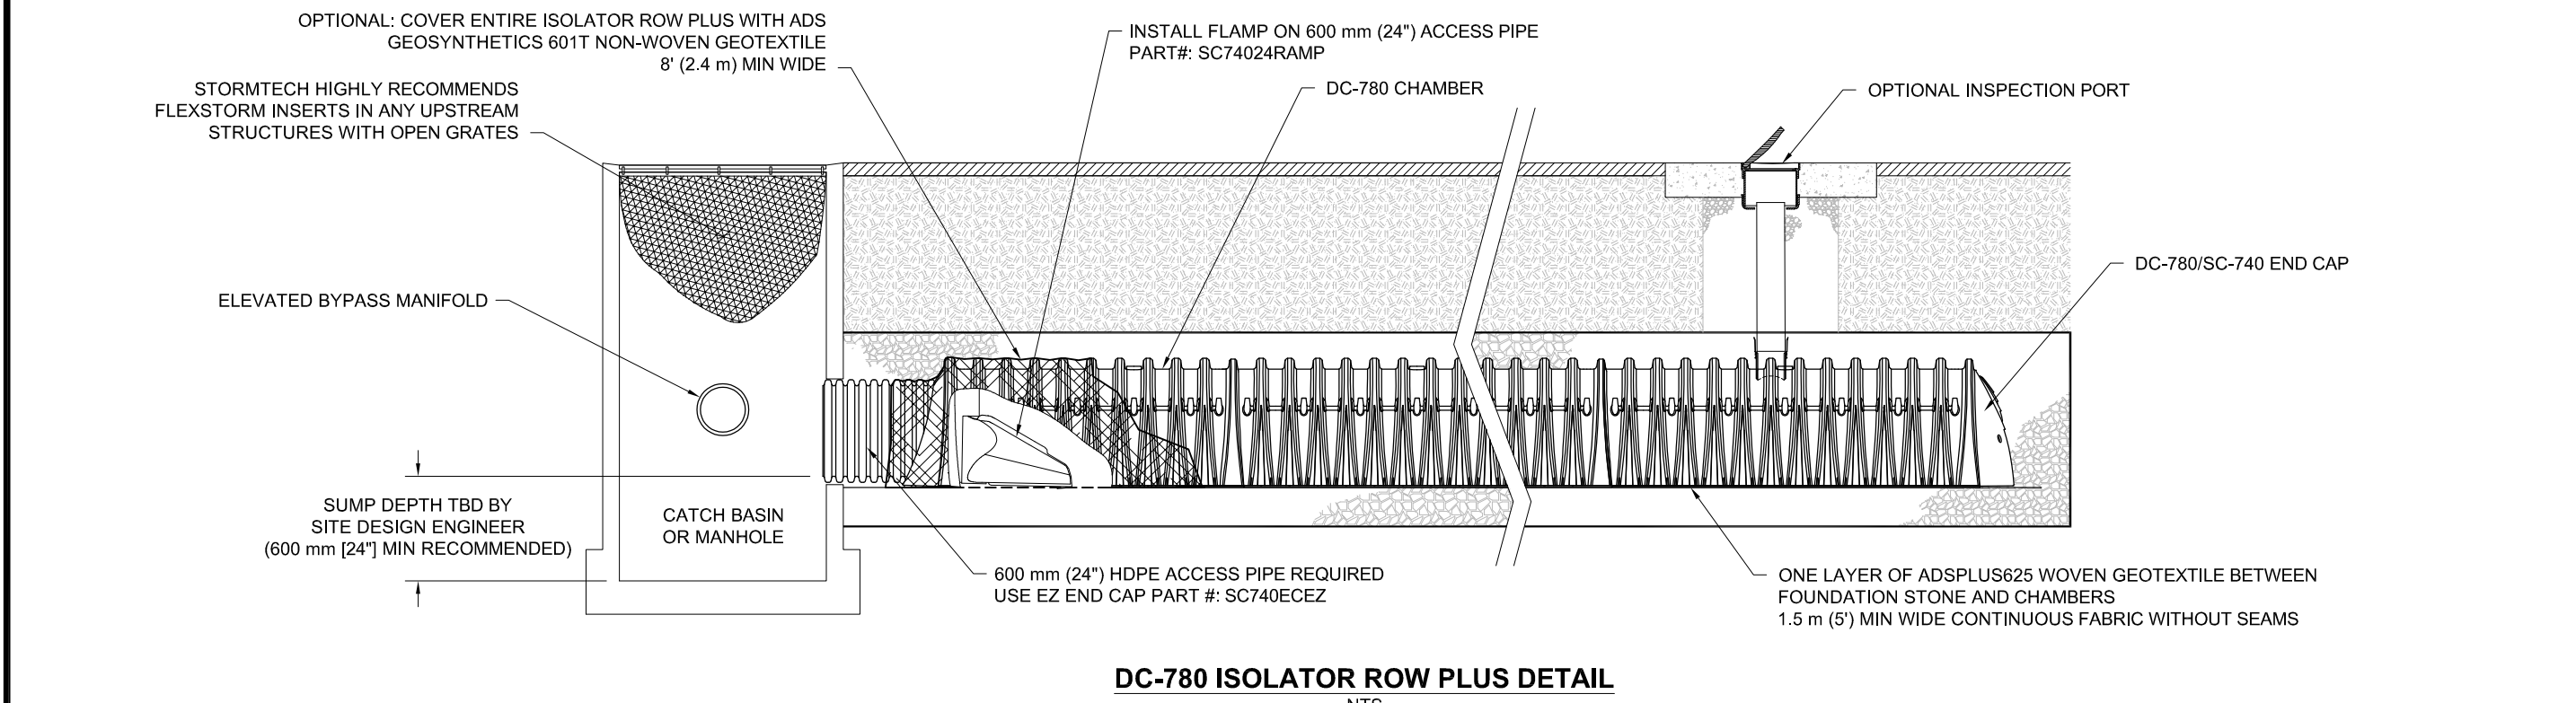 OPTIONAL: COVER ENTIRE ISOLATOR ROW PLUS WITH ADS
GEOSYNTHETICS 601T NON-WOVEN GEOTEXTILE
8' (2.4 m) MIN WIDE
STORMTECH HIGHLY RECOMMENDS
FLEXSTORM INSERTS IN ANY UPSTREAM
STRUCTURES WITH OPEN GRATES
INSTALL FLAMP ON 600 mm (24") ACCESS PIPE
PART#: SC74024RAMP
DC-780 CHAMBER
OPTIONAL INSPECTION PORT
DC-780/SC-740 END CAP
ELEVATED BYPASS MANIFOLD
SUMP DEPTH TBD BY
SITE DESIGN ENGINEER
(600 mm [24"] MIN RECOMMENDED)
CATCH BASIN
OR MANHOLE
600 mm (24") HDPE ACCESS PIPE REQUIRED
USE EZ END CAP PART #: SC740ECEZ
ONE LAYER OF ADSPLUS625 WOVEN GEOTEXTILE BETWEEN
FOUNDATION STONE AND CHAMBERS
1.5 m (5') MIN WIDE CONTINUOUS FABRIC WITHOUT SEAMS
DC-780 ISOLATOR ROW PLUS DETAIL
NTS